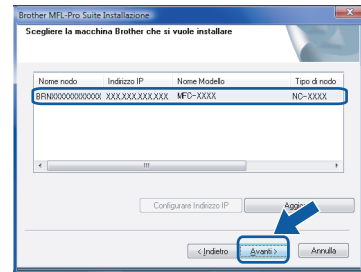 Brother MFL-Pro Suite Installazione
Scegliere la macchina Brother che si vuole installare
Nome nodo Indirizzo IP Nome Modello Tipo di nodo
BRNXXXXXXXXXXXX XXX.XXX.XXX.XXX MFC-XXXX NC-XXXX
Configurare Indirizzo IP
< Indietro Avanti > Annulla